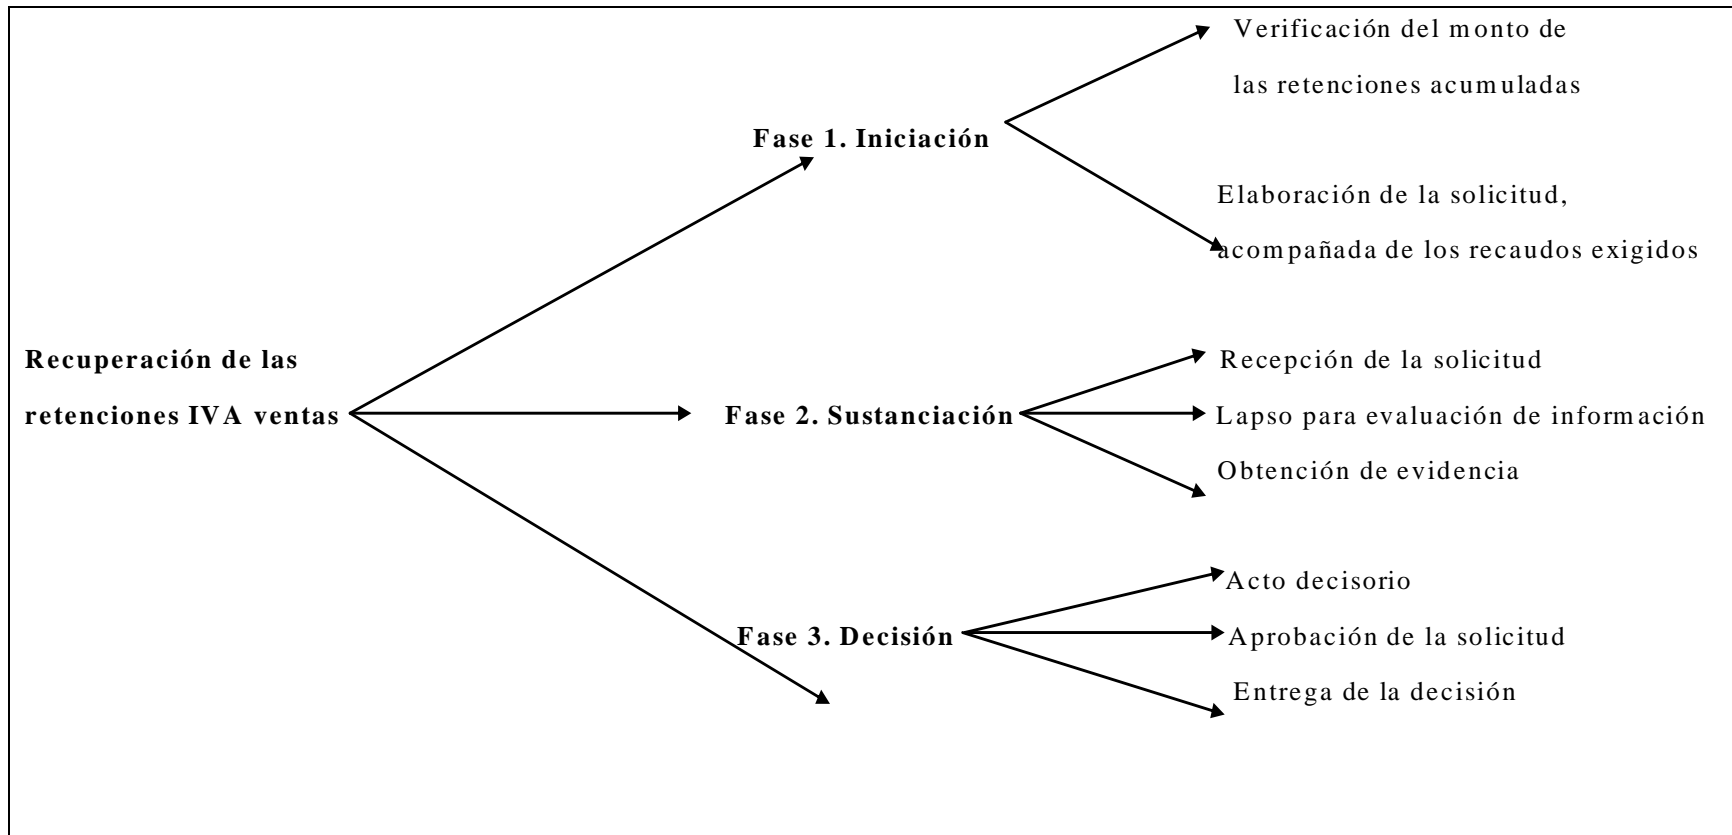 Verificación del monto de
las retenciones acumuladas
Fase 1. Iniciación
Elaboración de la solicitud,
acompañada de los recaudos exigidos
Recuperación de las
retenciones IVA ventas
Recepción de la solicitud
Fase 2. Sustanciación
Lapso para evaluación de información
Obtención de evidencia
Acto decisorio
Fase 3. Decisión
Aprobación de la solicitud
Entrega de la decisión